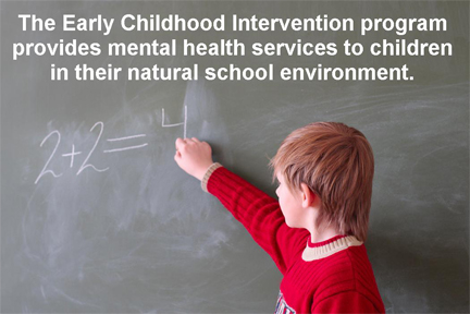 The Early Childhood Intervention program
provides mental health services to children
in their natural school environment.
2+2=4